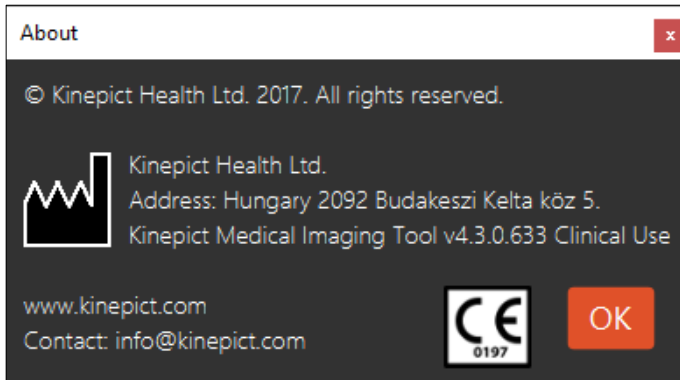 About
x
© Kinepict Health Ltd. 2017. All rights reserved.
Kinepict Health Ltd.
Address: Hungary 2092 Budakeszi Kelta köz 5.
Kinepict Medical Imaging Tool v4.3.0.633 Clinical Use
www.kinepict.com
Contact: info@kinepict.com
CE
0197
OK